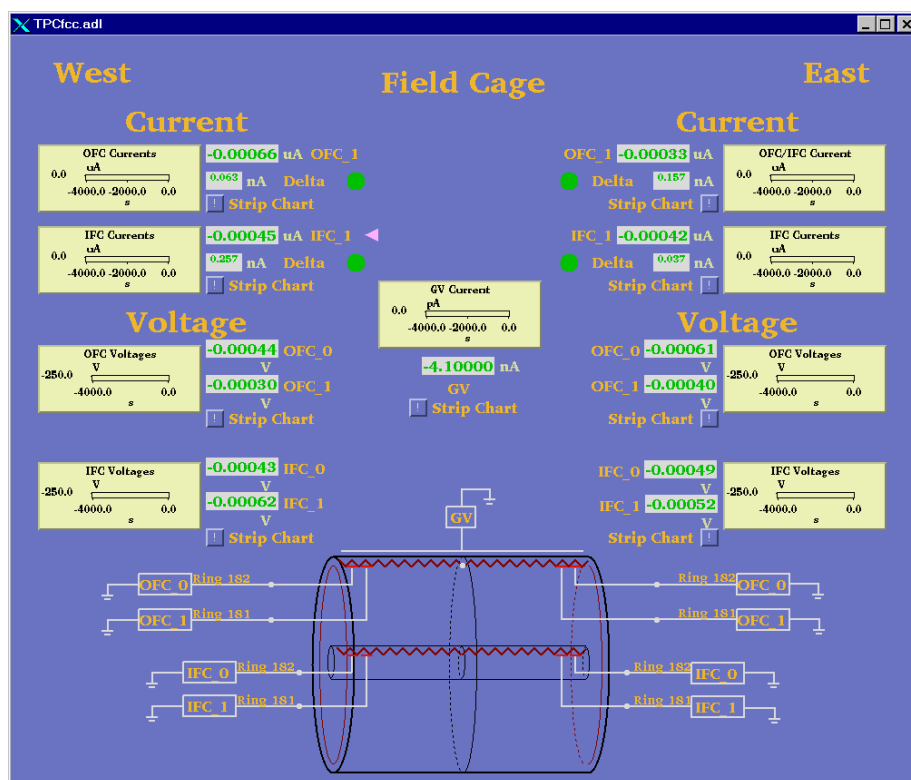 TPCfcc.adl
West
Field Cage
East
Current
Current
OFC Currents
uA
0.0
-4000.0 -2000.0 0.0
s
-0.00066 uA OFC_1
0.063 nA Delta
! Strip Chart
OFC_1 -0.00033 uA
Delta 0.157 nA
Strip Chart !
OFC/IFC Current
uA
0.0
-4000.0 -2000.0 0.0
s
IFC Currents
uA
0.0
-4000.0 -2000.0 0.0
s
-0.00045 uA IFC_1
0.257 nA Delta
! Strip Chart
IFC_1 -0.00042 uA
Delta 0.037 nA
Strip Chart !
IFC Currents
uA
0.0
-4000.0 -2000.0 0.0
s
GV Current
pA
0.0
-4000.0 -2000.0 0.0
s
-4.10000 nA
GV
! Strip Chart
Voltage
Voltage
OFC Voltages
V
-250.0
-4000.0 0.0
s
-0.00044 OFC_0
V
-0.00030 OFC_1
V
! Strip Chart
OFC_0 -0.00061
V
OFC_1 -0.00040
V
Strip Chart !
OFC Voltages
V
-250.0
-4000.0 0.0
s
IFC Voltages
V
-250.0
-4000.0 0.0
s
-0.00043 IFC_0
V
-0.00062 IFC_1
V
! Strip Chart
IFC_0 -0.00049
V
IFC_1 -0.00052
V
Strip Chart !
IFC Voltages
V
-250.0
-4000.0 0.0
s
GV
OFC_0 Ring 182
Ring 182 OFC_0
OFC_1 Ring 181
Ring 181 OFC_1
IFC_0 Ring 182
Ring 182 IFC_0
IFC_1 Ring 181
Ring 181 IFC_1